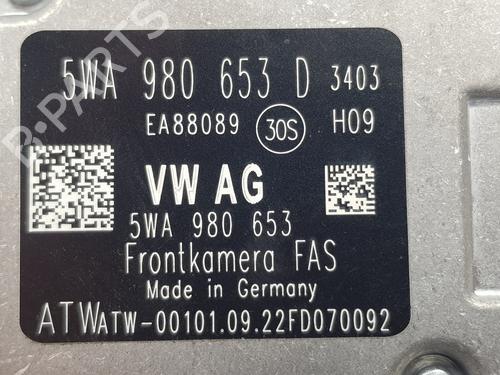 5WA 980 653 D 3403
EA88089 30S H09
VW AG
5WA 980 653
Frontkamera FAS
Made in Germany
ATW ATW-00101.09.22FD070092
B-PARTS